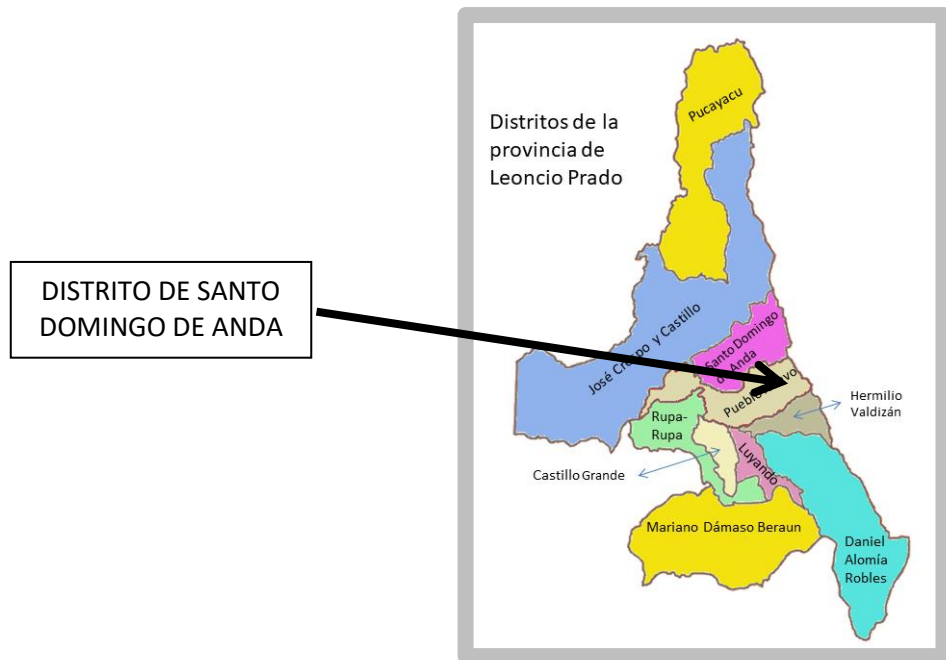 Distritos de la
provincia de
Leoncio Prado
DISTRITO DE SANTO
DOMINGO DE ANDA
Pucayacu
José Crespo y Castillo
Santo Domingo
de Anda
Hermilio
Valdizán
Rupa-
Rupa
Luyando
Castillo Grande
Mariano Dámaso Beraun
Daniel
Alomía
Robles